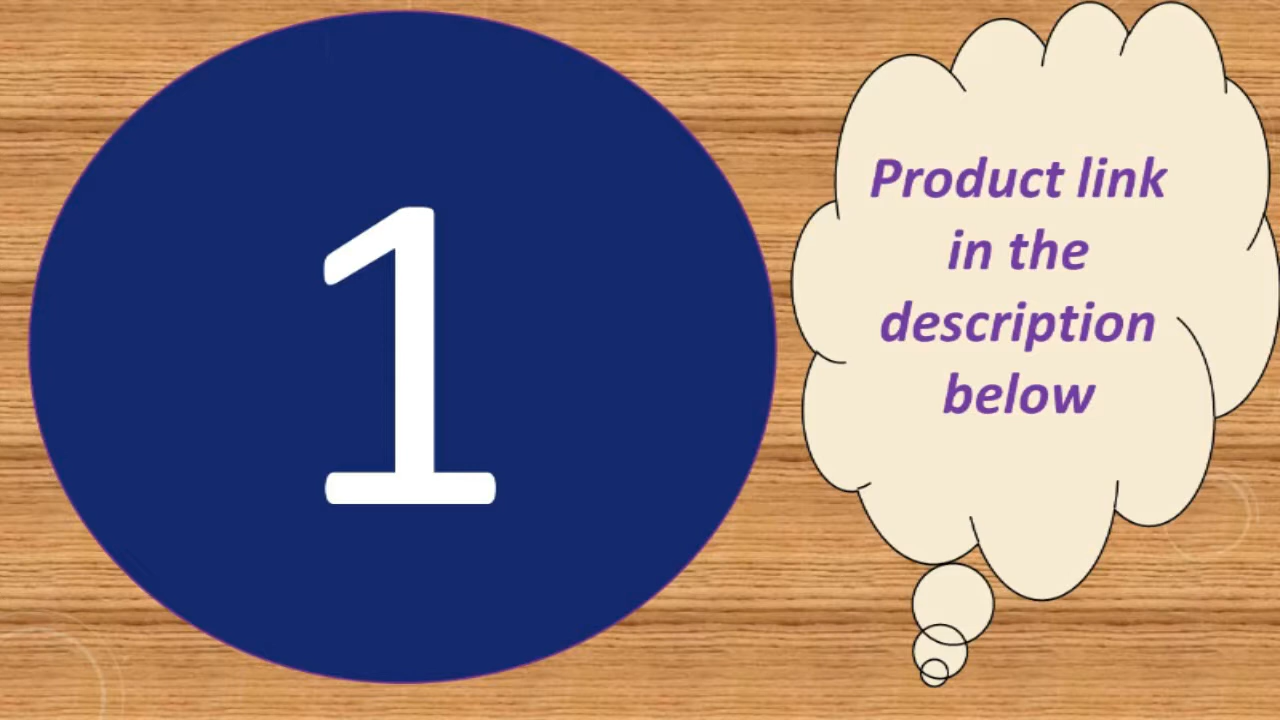 1
Product link
in the
description
below